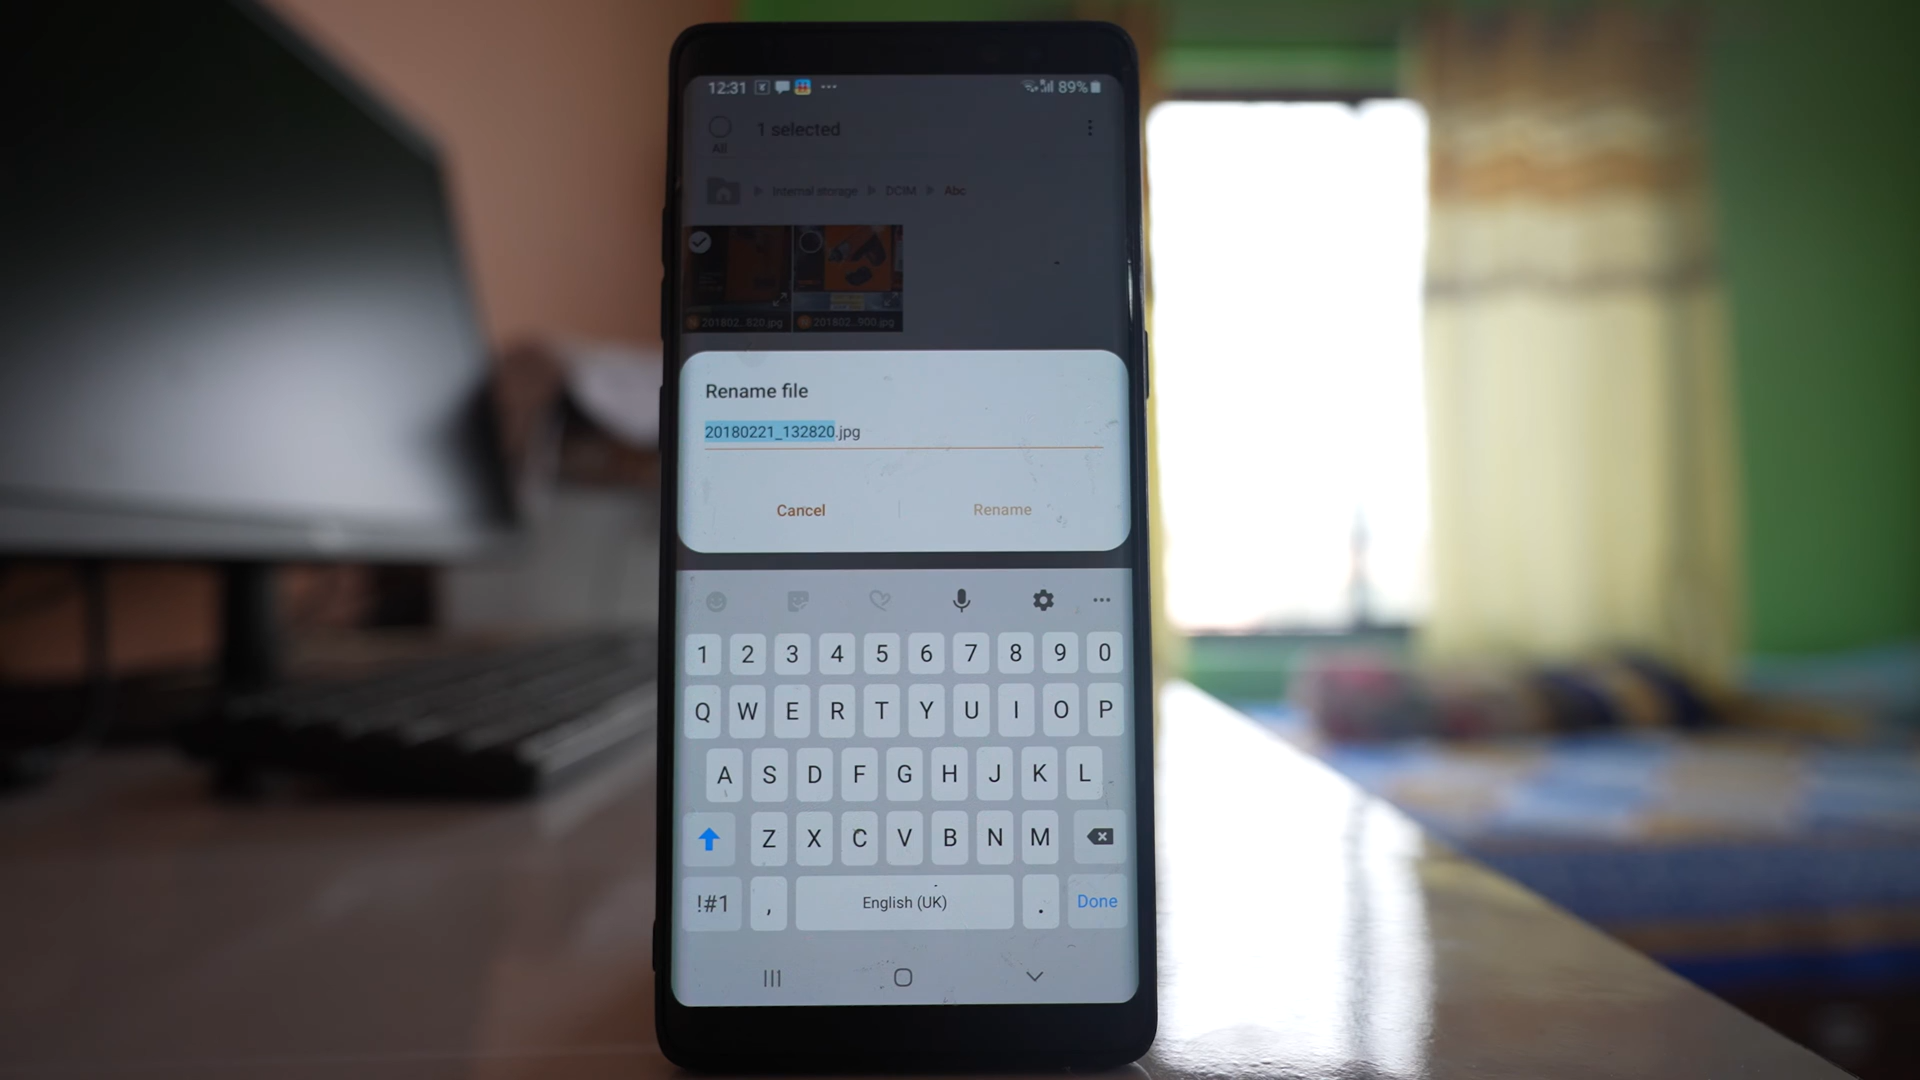 12:31 89%
1 selected
All
Internal storage DCIM Abc
201802...820.jpg 201802...900.jpg
Rename file
20180221_132820.jpg
Cancel Rename
1 2 3 4 5 6 7 8 9 0
Q W E R T Y U I O P
A S D F G H J K L
Z X C V B N M
!#1 , English (UK) . Done